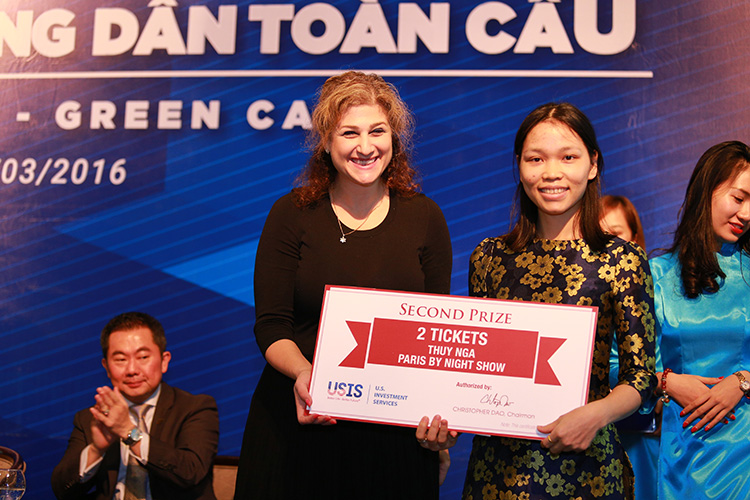 NG DÂN TOÀN CẦU
- GREEN CA
/03/2016
SECOND PRIZE
2 TICKETS
THUY NGA
PARIS BY NIGHT SHOW
Authorized by:
USIS
U.S.
INVESTMENT
SERVICES
CHRISTOPHER DAO, Chairman